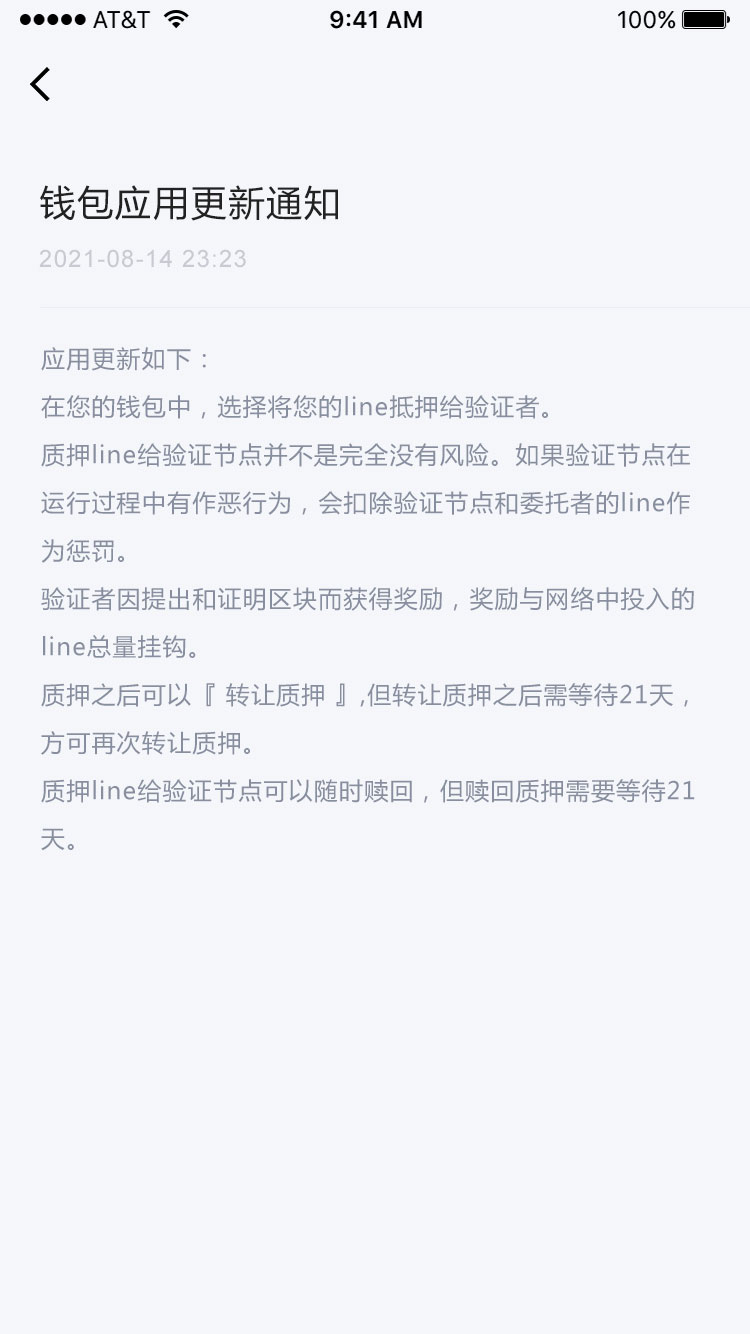 AT&T 9:41 AM 100%
钱包应用更新通知
2021-08-14 23:23
应用更新如下：
在您的钱包中，选择将您的line抵押给验证者。
质押line给验证节点并不是完全没有风险。如果验证节点在
运行过程中有作恶行为，会扣除验证节点和委托者的line作
为惩罚。
验证者因提出和证明区块而获得奖励，奖励与网络中投入的
line总量挂钩。
质押之后可以『 转让质押 』,但转让质押之后需等待21天，
方可再次转让质押。
质押line给验证节点可以随时赎回，但赎回质押需要等待21
天。